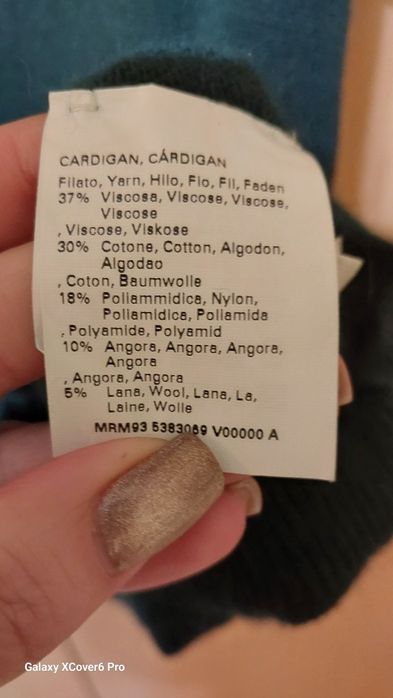 CARDIGAN, CÁRDIGAN
Filato, Yarn, Hilo, Fio, Fil, Faden
37% Viscosa, Viscose, Viscose,
Viscose
, Viscose, Viskose
30% Cotone, Cotton, Algodon,
Algodao
, Coton, Baumwolle
18% Poliammidica, Nylon,
Poliamidica, Poliamida
, Polyamide, Polyamid
10% Angora, Angora, Angora,
Angora
, Angora, Angora
5% Lana, Wool, Lana, La,
Laine, Wolle
MRM93 5383069 V00000 A
Galaxy XCover6 Pro